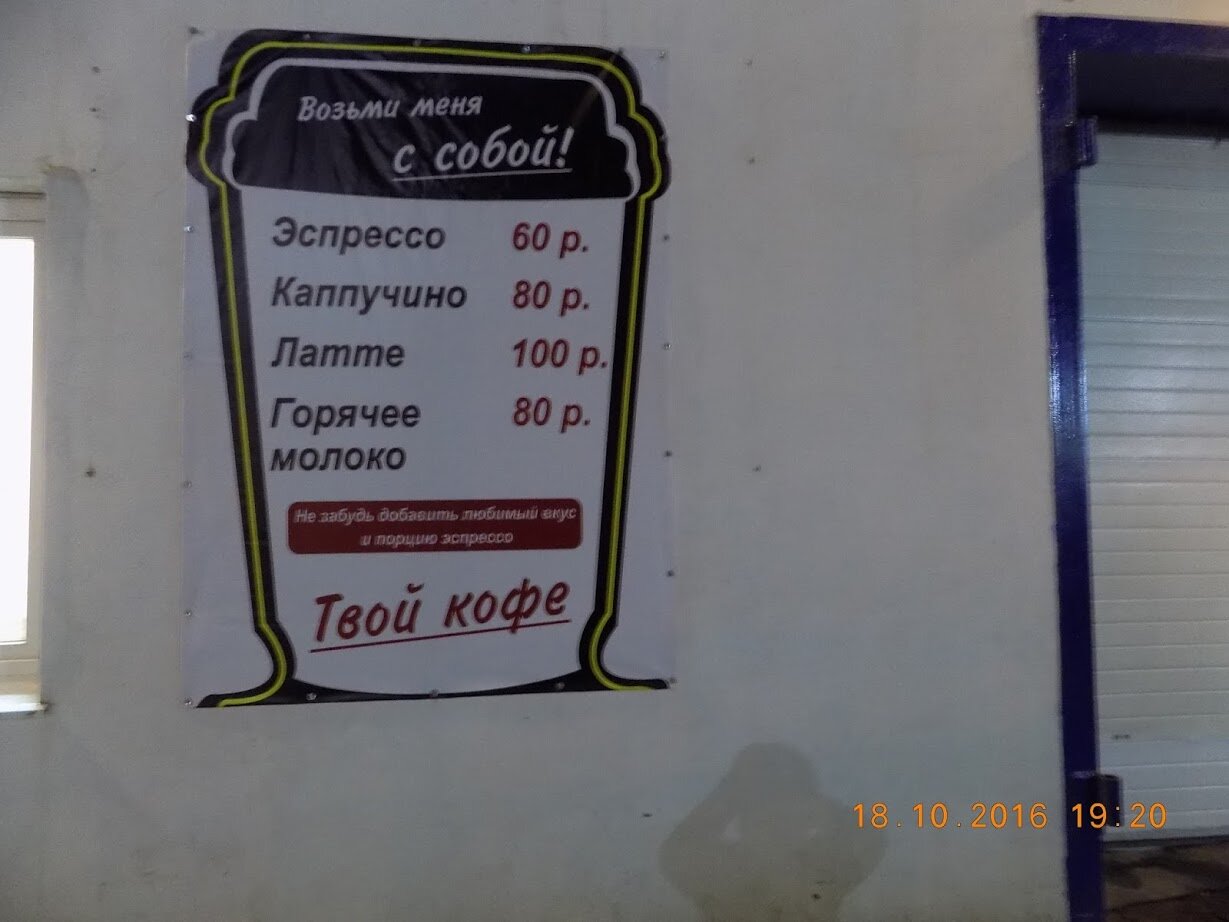 Возьми меня
с собой!
Эспрессо 60 р.
Каппучино 80 р.
Латте 100 р.
Горячее 80 р.
молоко
Не забудь добавить любимый вкус
и порцию эспрессо
Твой кофе
18.10.2016 19:20